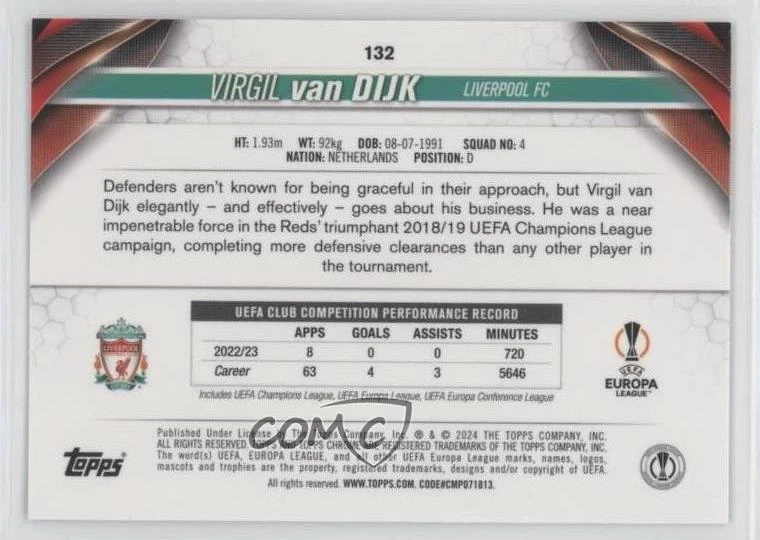 132
VIRGIL van DIJK LIVERPOOL FC
HT: 1.93m WT: 92kg DOB: 08-07-1991 SQUAD NO: 4
NATION: NETHERLANDS POSITION: D
Defenders aren't known for being graceful in their approach, but Virgil van
Dijk elegantly – and effectively – goes about his business. He was a near
impenetrable force in the Reds' triumphant 2018/19 UEFA Champions League
campaign, completing more defensive clearances than any other player in
the tournament.
UEFA CLUB COMPETITION PERFORMANCE RECORD
APPS GOALS ASSISTS MINUTES
2022/23 8 0 0 720
Career 63 4 3 5646
Includes UEFA Champions League, UEFA Europa League, UEFA Europa Conference League
LIVERPOOL
UEFA
EUROPA
LEAGUE™
COMC
Published Under License by The Topps Company, Inc. ® & © 2024 THE TOPPS COMPANY, INC.
ALL RIGHTS RESERVED. TOPPS AND TOPPS CHROME ARE REGISTERED TRADEMARKS OF THE TOPPS COMPANY, INC.
The word(s) UEFA, EUROPA LEAGUE, and all other UEFA Europa League marks, names, logos,
mascots and trophies are the property, registered trademarks, designs and/or copyright of UEFA.
All rights reserved. WWW.TOPPS.COM. CODE#CMP071813.
topps